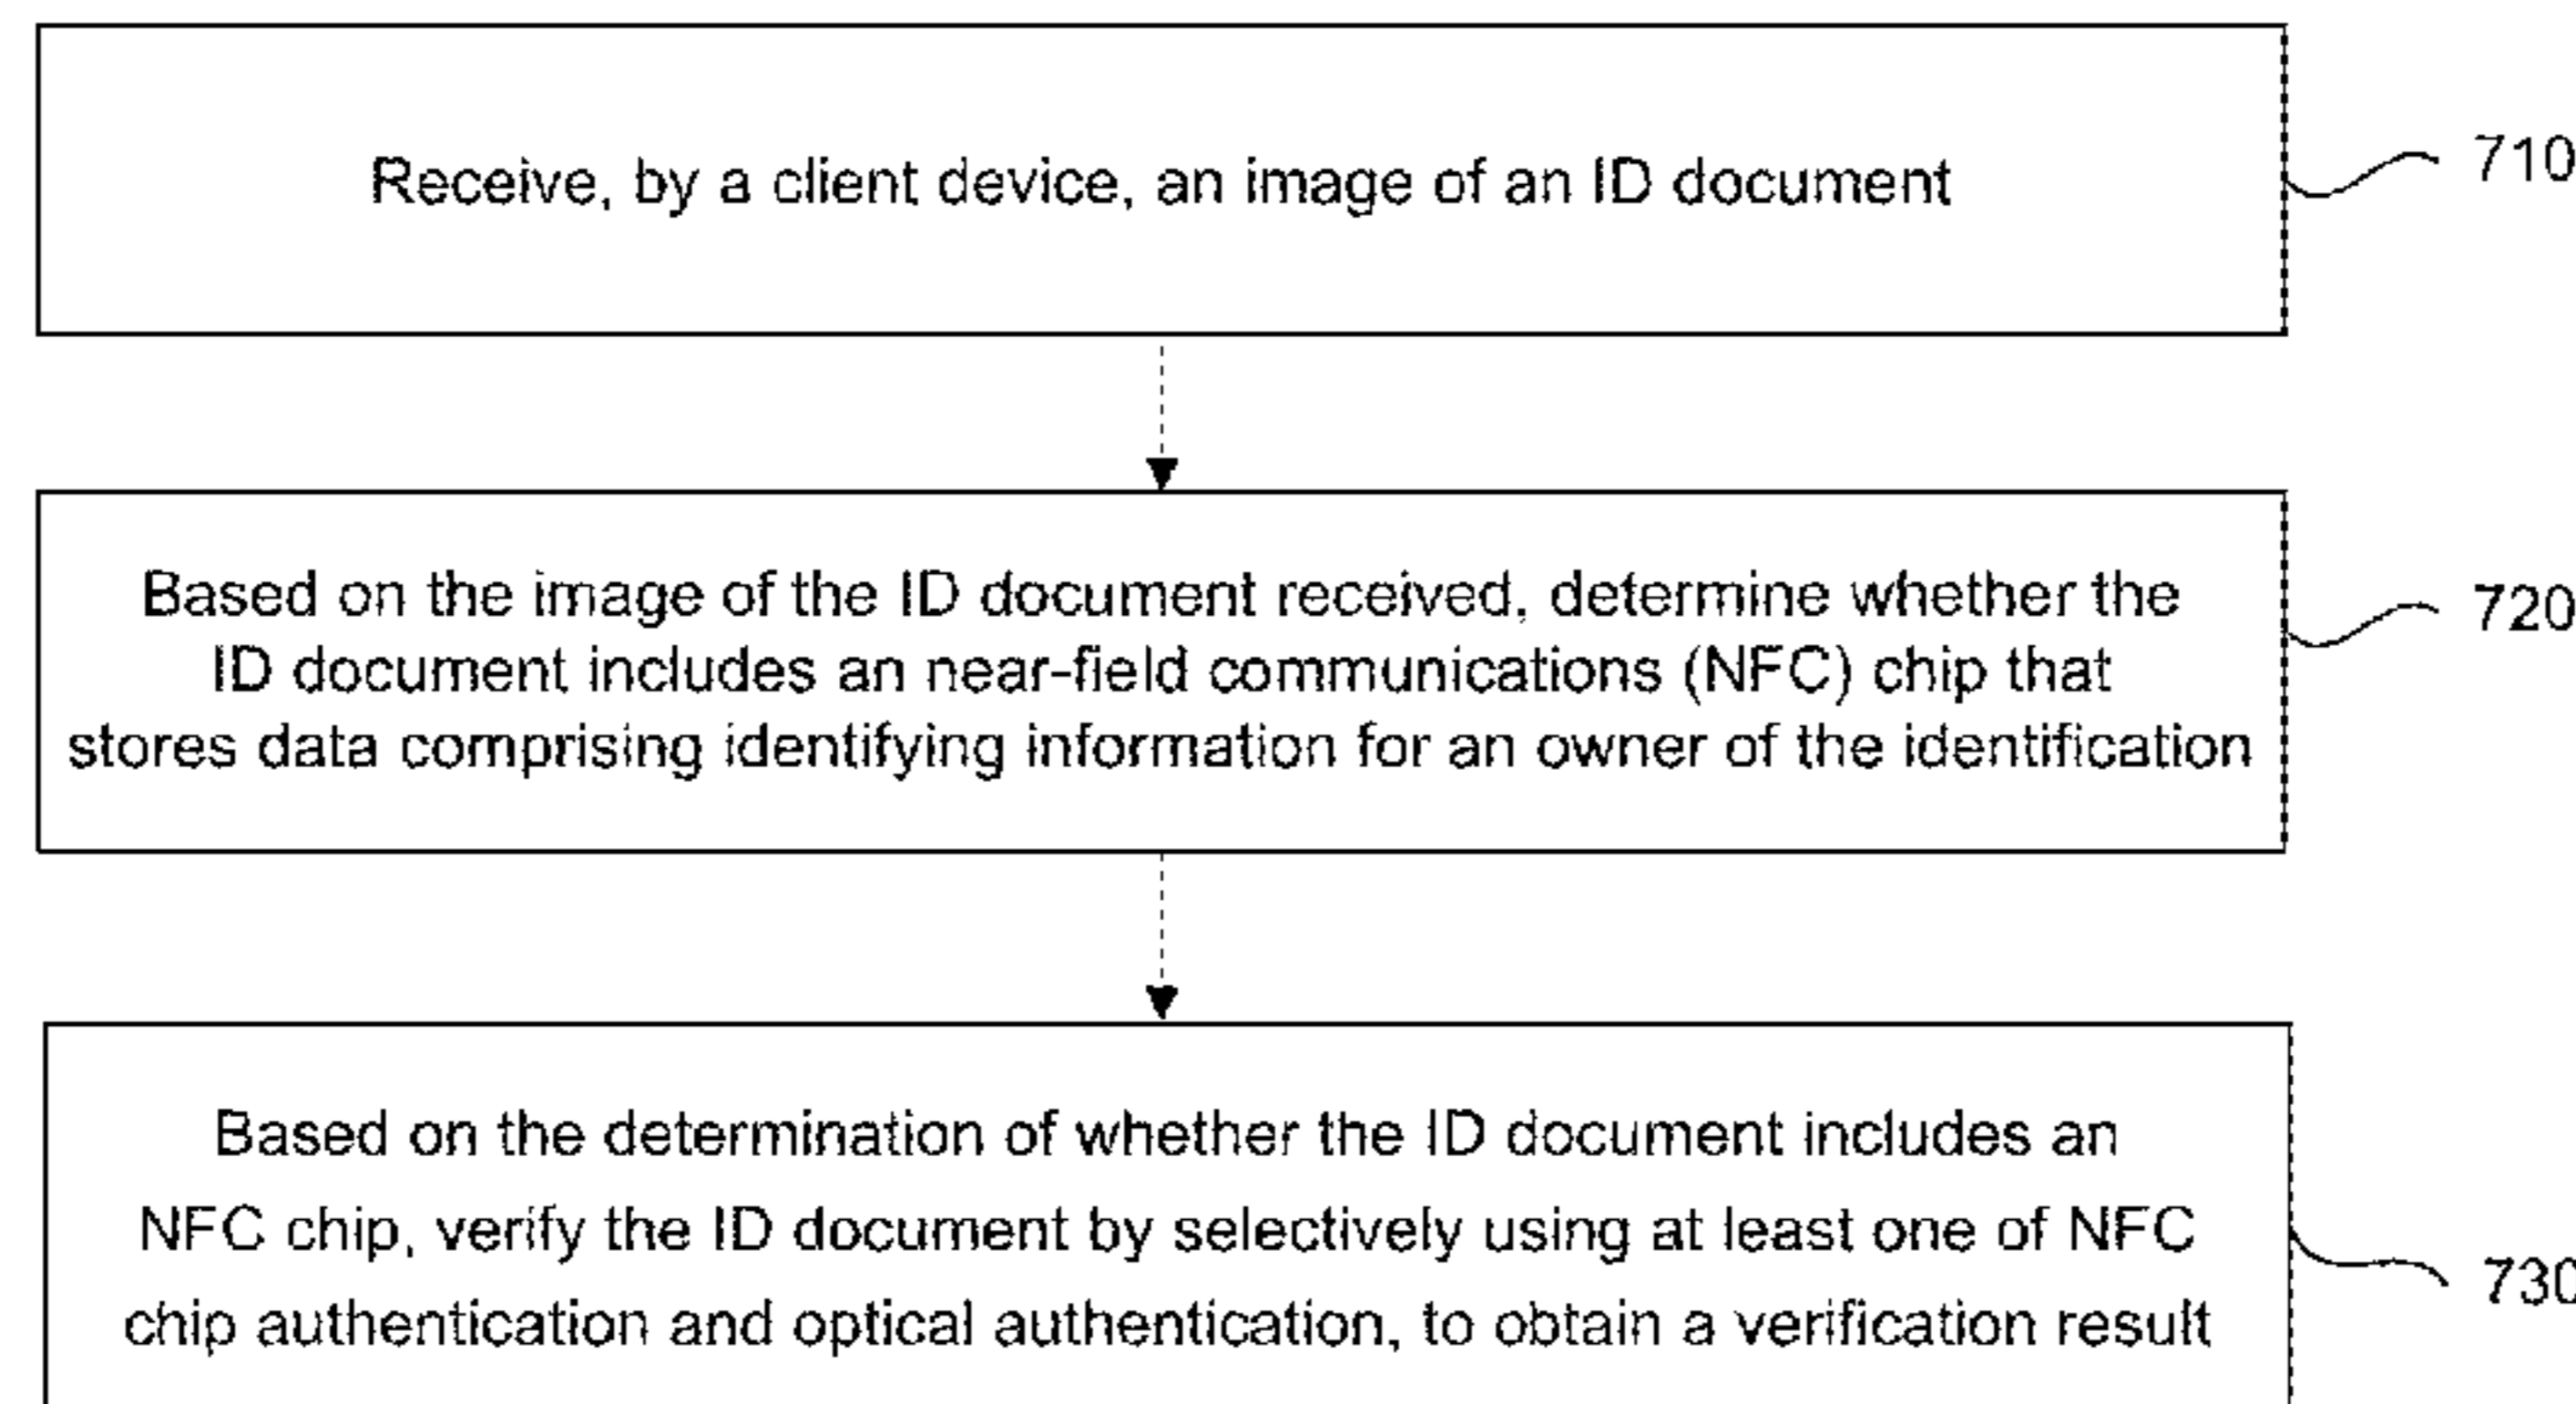 Receive, by a client device, an image of an ID document
710
Based on the image of the ID document received, determine whether the
ID document includes an near-field communications (NFC) chip that
stores data comprising identifying information for an owner of the identification
720
Based on the determination of whether the ID document includes an
NFC chip, verify the ID document by selectively using at least one of NFC
chip authentication and optical authentication, to obtain a verification result
730